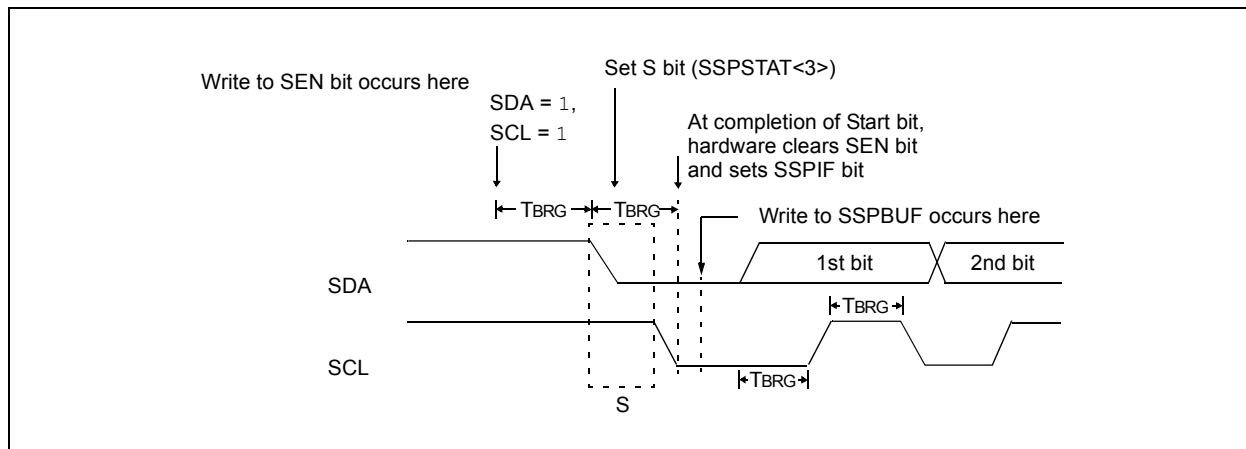 Write to SEN bit occurs here
Set S bit (SSPSTAT<3>)
SDA = 1,
SCL = 1
At completion of Start bit,
hardware clears SEN bit
and sets SSPIF bit
TBRG
TBRG
Write to SSPBUF occurs here
SDA
1st bit
2nd bit
TBRG
SCL
TBRG
S